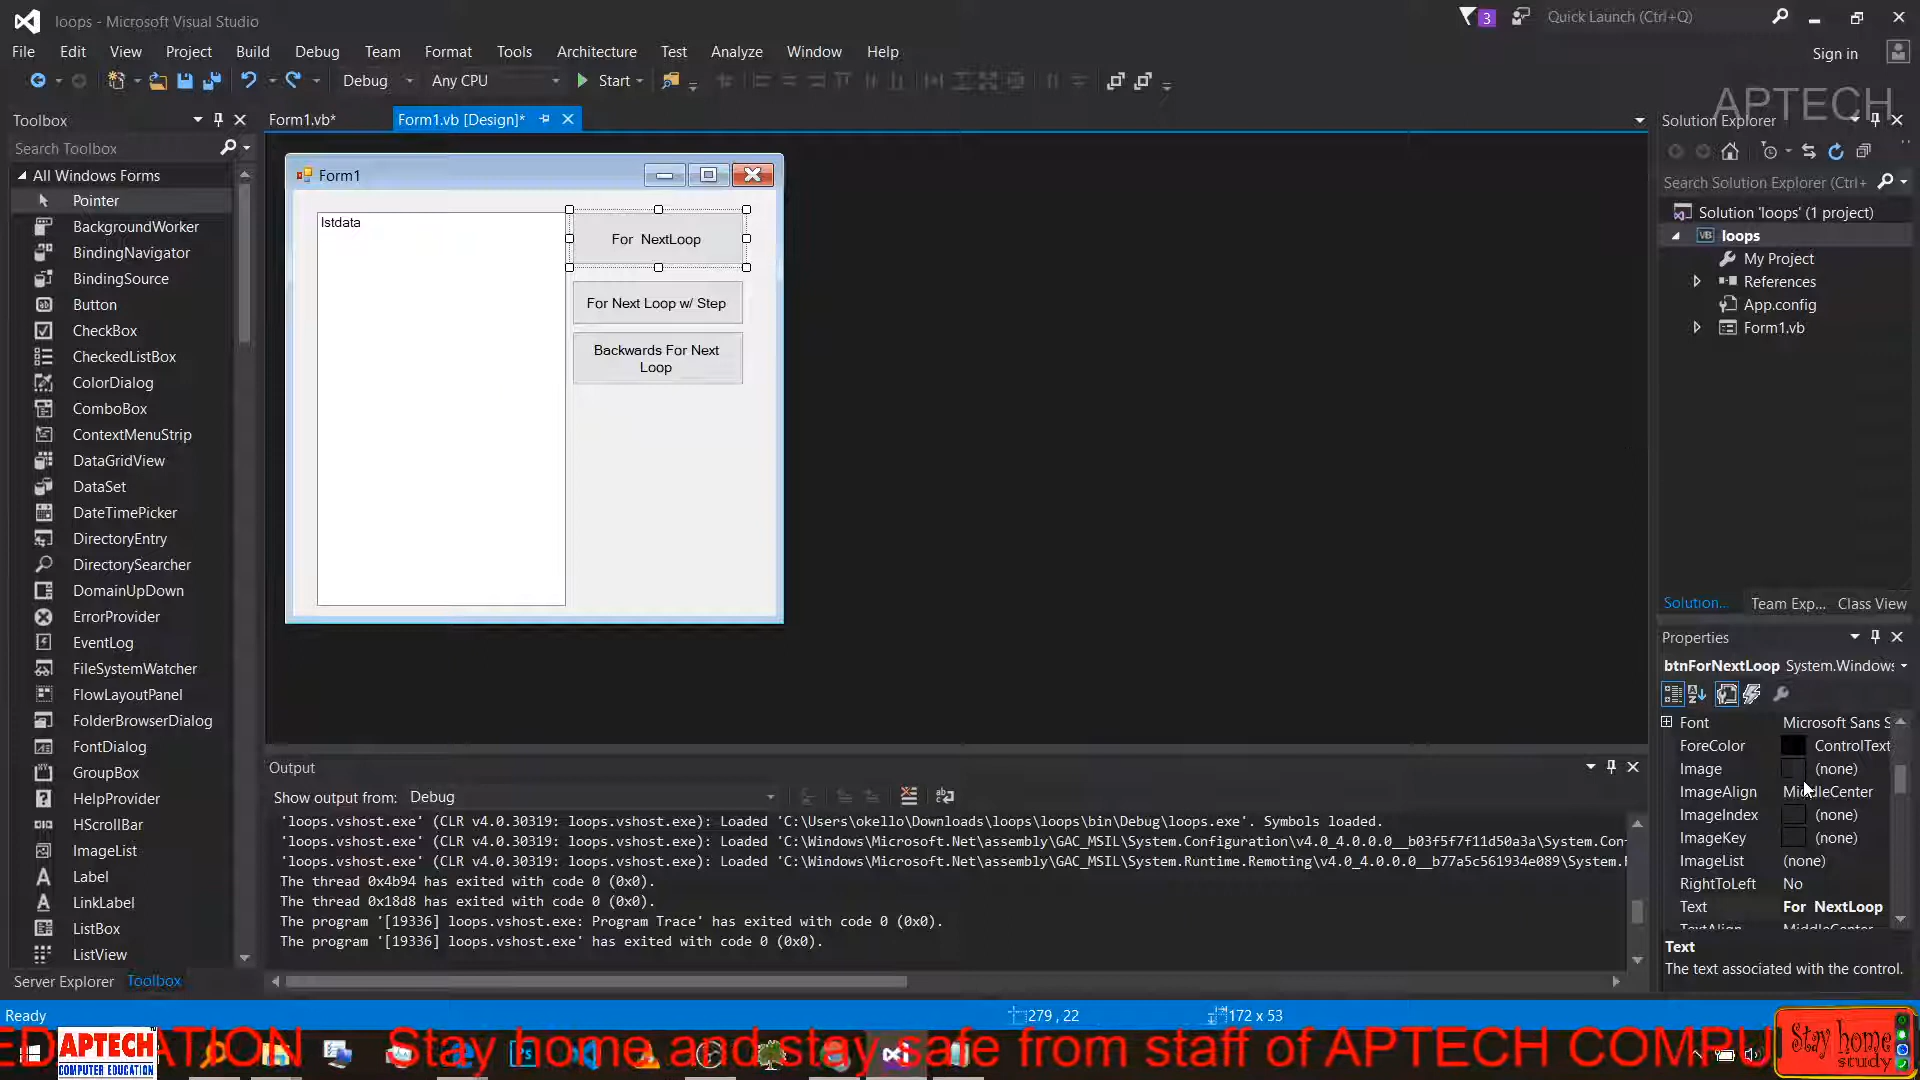 loops - Microsoft Visual Studio
3
Quick Launch (Ctrl+Q)
File Edit View Project Build Debug Team Format Tools Architecture Test Analyze Window Help
Sign in
Debug Any CPU Start
APTECH
Toolbox
Form1.vb*
Form1.vb [Design]*
Solution Explorer
Search Toolbox
Search Solution Explorer (Ctrl+
All Windows Forms
Pointer
BackgroundWorker
BindingNavigator
BindingSource
Button
CheckBox
CheckedListBox
ColorDialog
ComboBox
ContextMenuStrip
DataGridView
DataSet
DateTimePicker
DirectoryEntry
DirectorySearcher
DomainUpDown
ErrorProvider
EventLog
FileSystemWatcher
FlowLayoutPanel
FolderBrowserDialog
FontDialog
GroupBox
HelpProvider
HScrollBar
ImageList
Label
LinkLabel
ListBox
ListView
Server Explorer Toolbox
Form1
lstdata
For  NextLoop
For Next Loop w/ Step
Backwards For Next
Loop
Solution 'loops' (1 project)
VB loops
My Project
References
App.config
Form1.vb
Solution... Team Exp... Class View
Properties
btnForNextLoop System.Windows
Font Microsoft Sans S
ForeColor ControlText
Image (none)
ImageAlign MiddleCenter
ImageIndex (none)
ImageKey (none)
ImageList (none)
RightToLeft No
Text For  NextLoop
TextAlign MiddleCenter
Text
The text associated with the control.
Output
Show output from: Debug
'loops.vshost.exe' (CLR v4.0.30319: loops.vshost.exe): Loaded 'C:\Users\okello\Downloads\loops\loops\bin\Debug\loops.exe'. Symbols loaded.
'loops.vshost.exe' (CLR v4.0.30319: loops.vshost.exe): Loaded 'C:\Windows\Microsoft.Net\assembly\GAC_MSIL\System.Configuration\v4.0_4.0.0.0__b03f5f7f11d50a3a\System.Con
'loops.vshost.exe' (CLR v4.0.30319: loops.vshost.exe): Loaded 'C:\Windows\Microsoft.Net\assembly\GAC_MSIL\System.Runtime.Remoting\v4.0_4.0.0.0__b77a5c561934e089\System.
The thread 0x4b94 has exited with code 0 (0x0).
The thread 0x18d8 has exited with code 0 (0x0).
The program '[19336] loops.vshost.exe: Program Trace' has exited with code 0 (0x0).
The program '[19336] loops.vshost.exe' has exited with code 0 (0x0).
Ready
279 , 22
172 x 53
EDUCATION Stay home and stay safe from staff of APTECH COMPU
APTECH
COMPUTER EDUCATION
Stay home
study